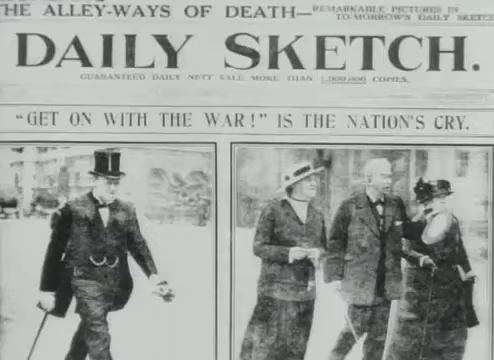 THE ALLEY-WAYS OF DEATH—REMARKABLE PICTURES IN
TO-MORROW'S DAILY SKETCH
DAILY SKETCH.
GUARANTEED DAILY NETT SALE MORE THAN 1,000,000 COPIES.
"GET ON WITH THE WAR!" IS THE NATION'S CRY.